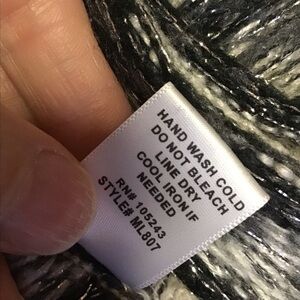 HAND WASH COLD
DO NOT BLEACH
LINE DRY
COOL IRON IF
NEEDED
RN# 105243
STYLE# ML807